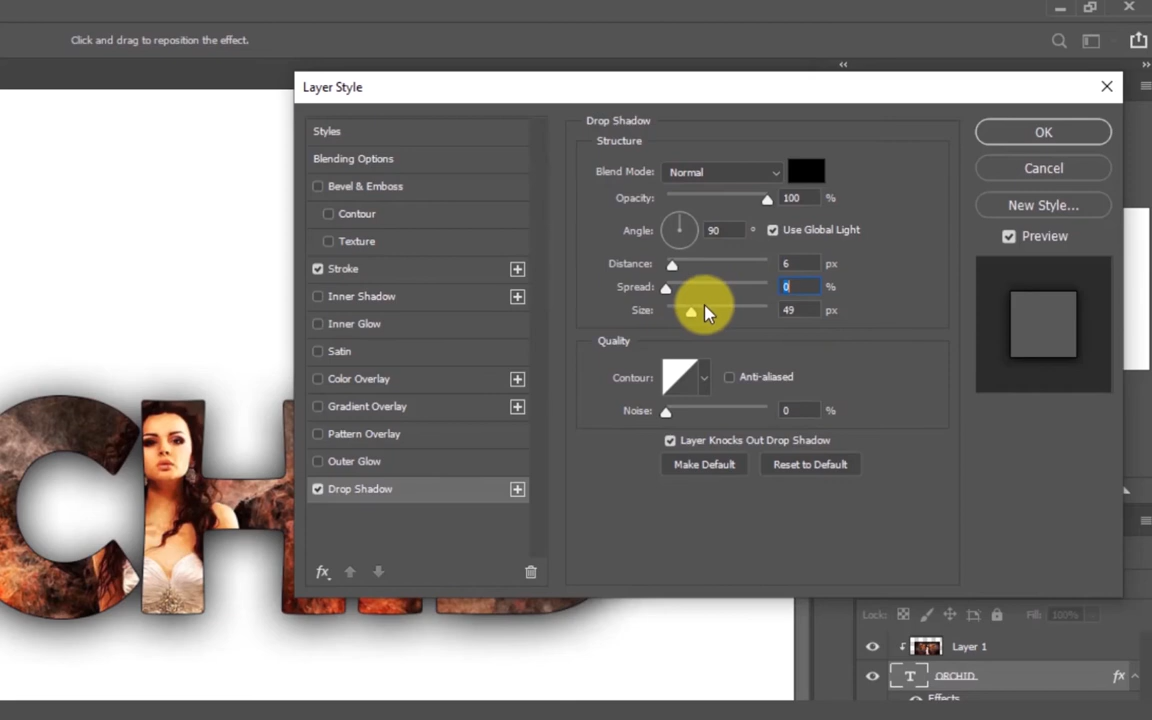 Click and drag to reposition the effect.
Layer Style
Styles
Blending Options
Bevel & Emboss
Contour
Texture
Stroke
Inner Shadow
Inner Glow
Satin
Color Overlay
Gradient Overlay
Pattern Overlay
Outer Glow
Drop Shadow
fx
Drop Shadow
Structure
Blend Mode: Normal
Opacity: 100 %
Angle: 90 ° Use Global Light
Distance: 6 px
Spread: 0 %
Size: 49 px
Quality
Contour: Anti-aliased
Noise: 0 %
Layer Knocks Out Drop Shadow
Make Default Reset to Default
OK
Cancel
New Style...
Preview
CHID
Lock: Fill: 100%
Layer 1
T ORCHID fx
Effects